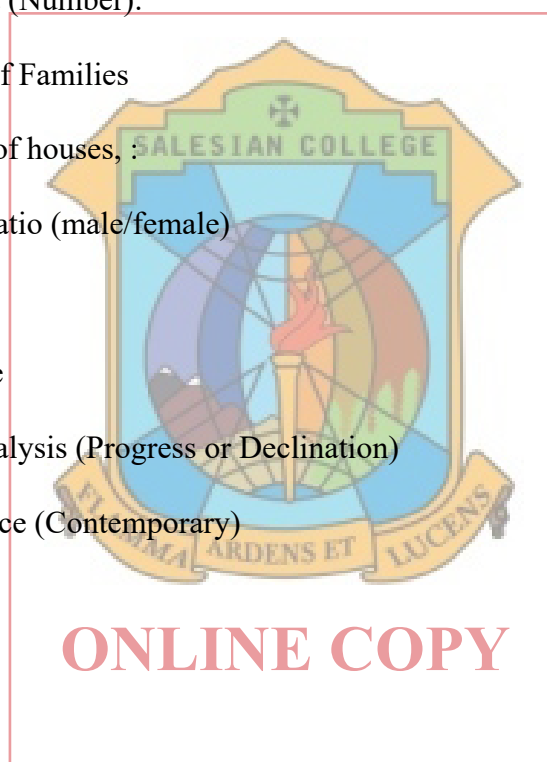 (Number):
f Families
of houses, :
SALESIAN COLLEGE
atio (male/female)
e
alysis (Progress or Declination)
ce (Contemporary)
FLAMMA ARDENS ET LUCENS
ONLINE COPY